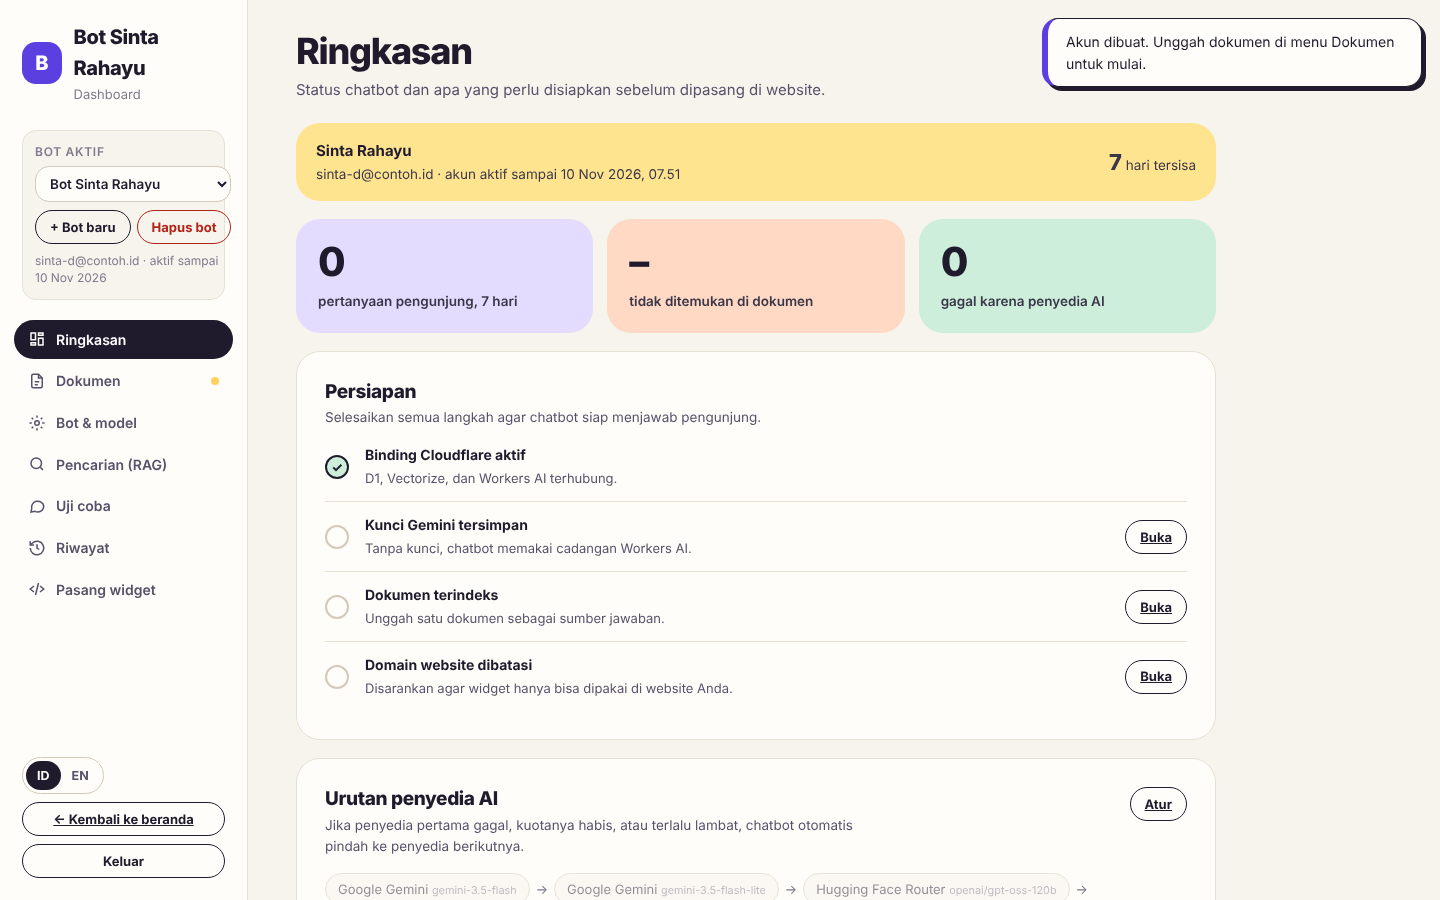 B
Bot Sinta
Rahayu
Dashboard
BOT AKTIF
Bot Sinta Rahayu
+ Bot baru
Hapus bot
sinta-d@contoh.id · aktif sampai
10 Nov 2026
Ringkasan
Dokumen
Bot & model
Pencarian (RAG)
Uji coba
Riwayat
Pasang widget
ID EN
← Kembali ke beranda
Keluar
Ringkasan
Status chatbot dan apa yang perlu disiapkan sebelum dipasang di website.
Akun dibuat. Unggah dokumen di menu Dokumen
untuk mulai.
Sinta Rahayu
sinta-d@contoh.id · akun aktif sampai 10 Nov 2026, 07.51
7 hari tersisa
0
pertanyaan pengunjung, 7 hari
–
tidak ditemukan di dokumen
0
gagal karena penyedia AI
Persiapan
Selesaikan semua langkah agar chatbot siap menjawab pengunjung.
Binding Cloudflare aktif
D1, Vectorize, dan Workers AI terhubung.
Kunci Gemini tersimpan
Tanpa kunci, chatbot memakai cadangan Workers AI.
Buka
Dokumen terindeks
Unggah satu dokumen sebagai sumber jawaban.
Buka
Domain website dibatasi
Disarankan agar widget hanya bisa dipakai di website Anda.
Buka
Urutan penyedia AI
Jika penyedia pertama gagal, kuotanya habis, atau terlalu lambat, chatbot otomatis
pindah ke penyedia berikutnya.
Atur
Google Gemini gemini-3.5-flash → Google Gemini gemini-3.5-flash-lite → Hugging Face Router openai/gpt-oss-120b →